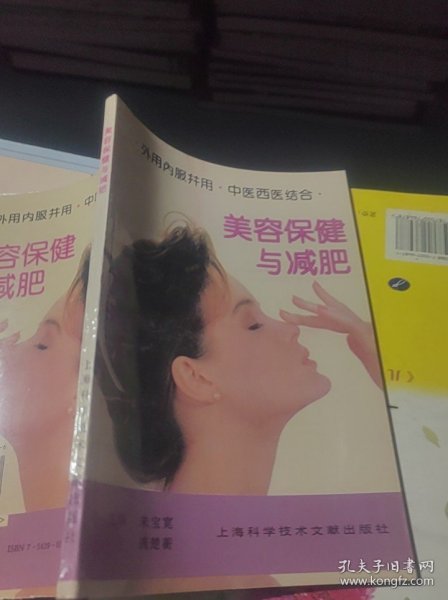 外用内服并用·中医西医结合·
美容保健
与减肥
朱宝宽
上海科学技术文献出版社
美容保健与减肥
外用内服并用·中
容保健
减肥
孔夫子旧书网
www.kongfz.com